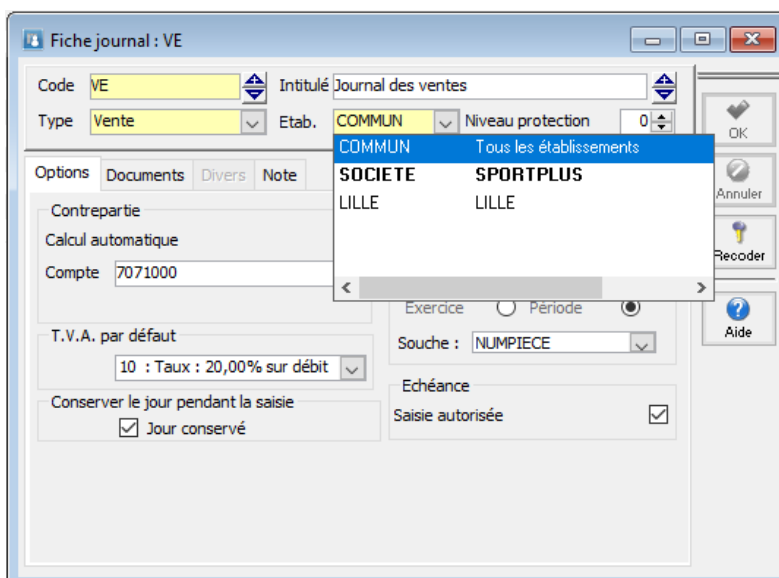 Fiche journal : VE
Code VE Intitulé Journal des ventes
Type Vente Etab. COMMUN Niveau protection 0
COMMUN Tous les établissements
SOCIETE SPORTPLUS
LILLE LILLE
OK
Annuler
Recoder
Aide
Options Documents Divers Note
Contrepartie
Calcul automatique
Compte 7071000
T.V.A. par défaut
10 : Taux : 20,00% sur débit
Conserver le jour pendant la saisie
Jour conservé
Exercice Période
Souche : NUMPIECE
Echéance
Saisie autorisée